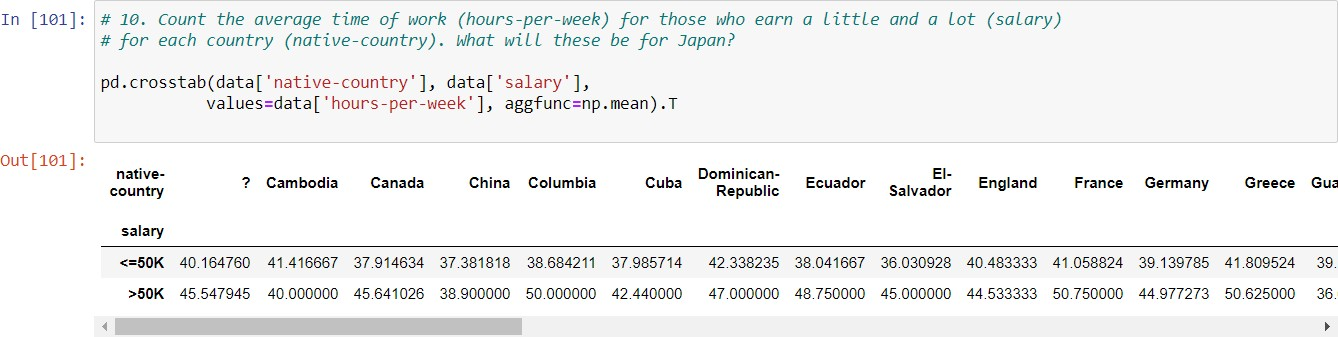 In [101]: # 10. Count the average time of work (hours-per-week) for those who earn a little and a lot (salary)
# for each country (native-country). What will these be for Japan?
pd.crosstab(data['native-country'], data['salary'],
values=data['hours-per-week'], aggfunc=np.mean).T
Out[101]:
native-country ? Cambodia Canada China Columbia Cuba Dominican-Republic Ecuador El-Salvador England France Germany Greece Gua
salary
<=50K 40.164760 41.416667 37.914634 37.381818 38.684211 37.985714 42.338235 38.041667 36.030928 40.483333 41.058824 39.139785 41.809524 39.
>50K 45.547945 40.000000 45.641026 38.900000 50.000000 42.440000 47.000000 48.750000 45.000000 44.533333 50.750000 44.977273 50.625000 36.